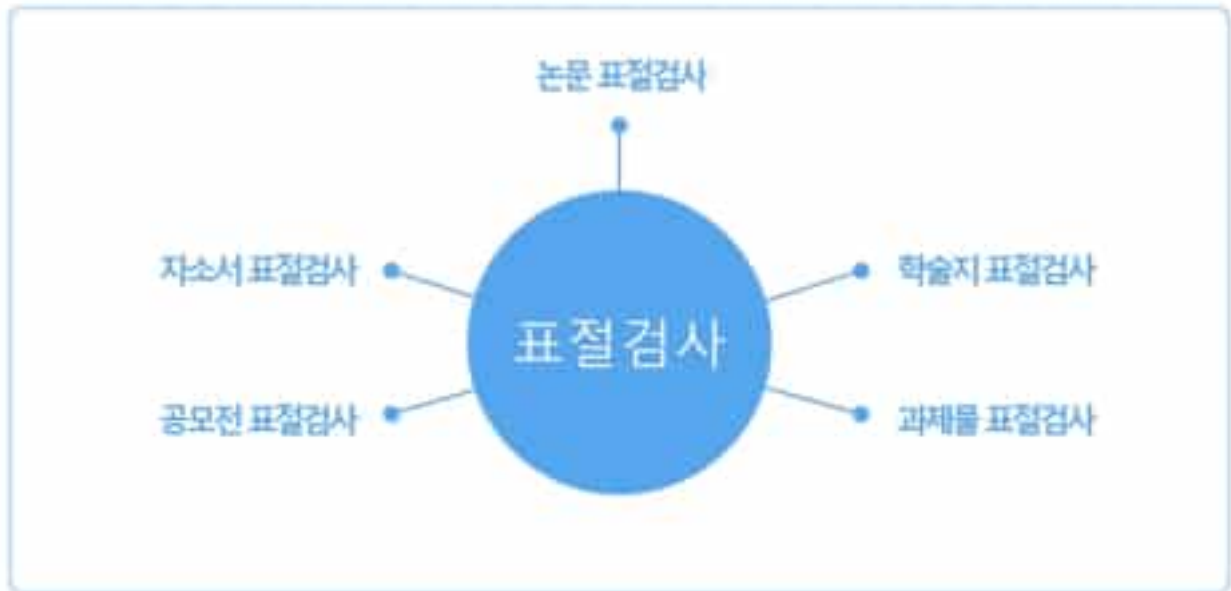 논문 표절검사
자소서 표절검사
학술지 표절검사
표절검사
공모전 표절검사
과제물 표절검사